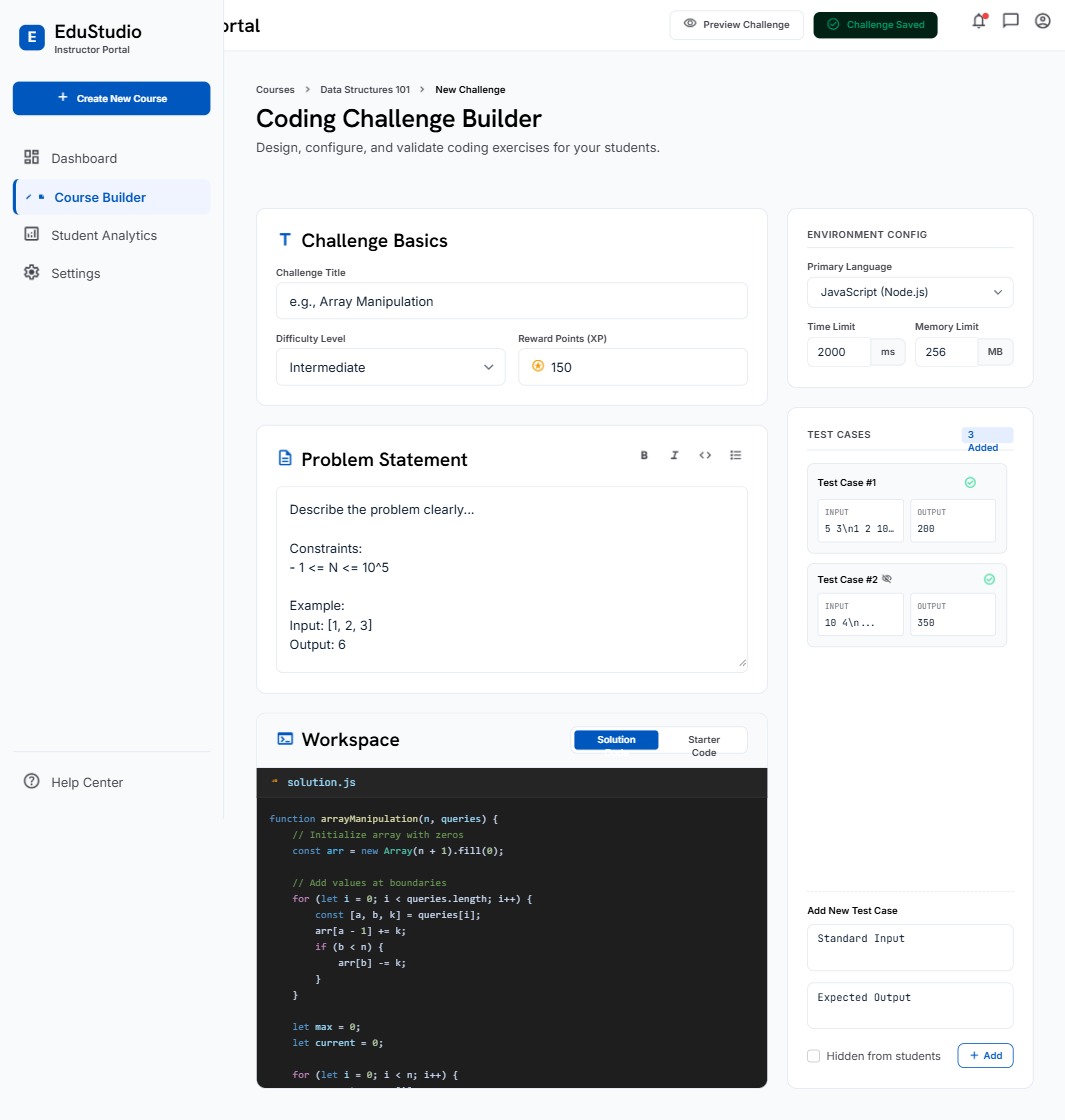 E
EduStudio
Instructor Portal
+ Create New Course
Dashboard
Course Builder
Student Analytics
Settings
Help Center
Preview Challenge
Challenge Saved
Courses > Data Structures 101 > New Challenge
Coding Challenge Builder
Design, configure, and validate coding exercises for your students.
Challenge Basics
Challenge Title
e.g., Array Manipulation
Difficulty Level
Reward Points (XP)
Intermediate
150
Problem Statement
B I <>
Describe the problem clearly...
Constraints:
- 1 <= N <= 10^5
Example:
Input: [1, 2, 3]
Output: 6
Workspace
Solution
Starter
Code
solution.js
function arrayManipulation(n, queries) {
// Initialize array with zeros
const arr = new Array(n + 1).fill(0);
// Add values at boundaries
for (let i = 0; i < queries.length; i++) {
const [a, b, k] = queries[i];
arr[a - 1] += k;
if (b < n) {
arr[b] -= k;
}
}
let max = 0;
let current = 0;
for (let i = 0; i < n; i++) {
ENVIRONMENT CONFIG
Primary Language
JavaScript (Node.js)
Time Limit
Memory Limit
2000 ms
256 MB
TEST CASES
3
Added
Test Case #1
INPUT
5 3\n1 2 10…
OUTPUT
200
Test Case #2
INPUT
10 4\n...
OUTPUT
350
Add New Test Case
Standard Input
Expected Output
Hidden from students
+ Add